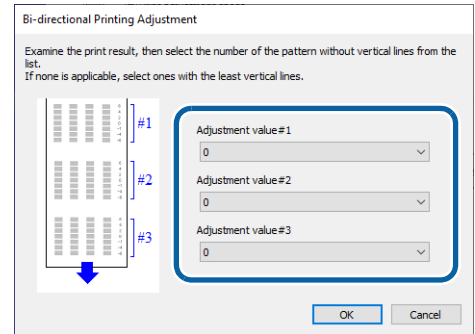 Bi-directional Printing Adjustment
Examine the print result, then select the number of the pattern without vertical lines from the
list.
If none is applicable, select ones with the least vertical lines.
#1
#2
#3
Adjustment value#1
0
Adjustment value#2
0
Adjustment value#3
0
OK Cancel